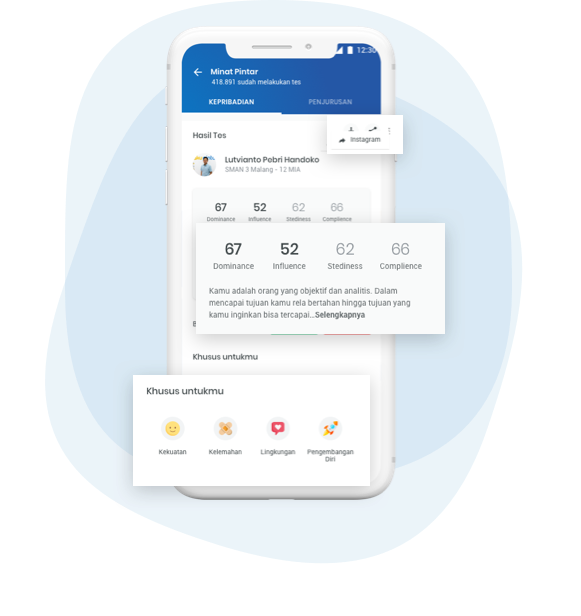 12:30
Minat Pintar
418.891 sudah melakukan tes
KEPRIBADIAN PENJURUSAN
Hasil Tes
Instagram
Lutvianto Pebri Handoko
SMAN 3 Malang - 12 MIA
67 52 62 66
Dominance Influence Stediness Complience
67 52 62 66
Dominance Influence Stediness Complience
Kamu adalah orang yang objektif dan analitis. Dalam
mencapai tujuan kamu rela bertahan hingga tujuan yang
kamu inginkan bisa tercapai...Selengkapnya
Khusus untukmu
Khusus untukmu
Kekuatan Kelemahan Lingkungan Pengembangan
Diri